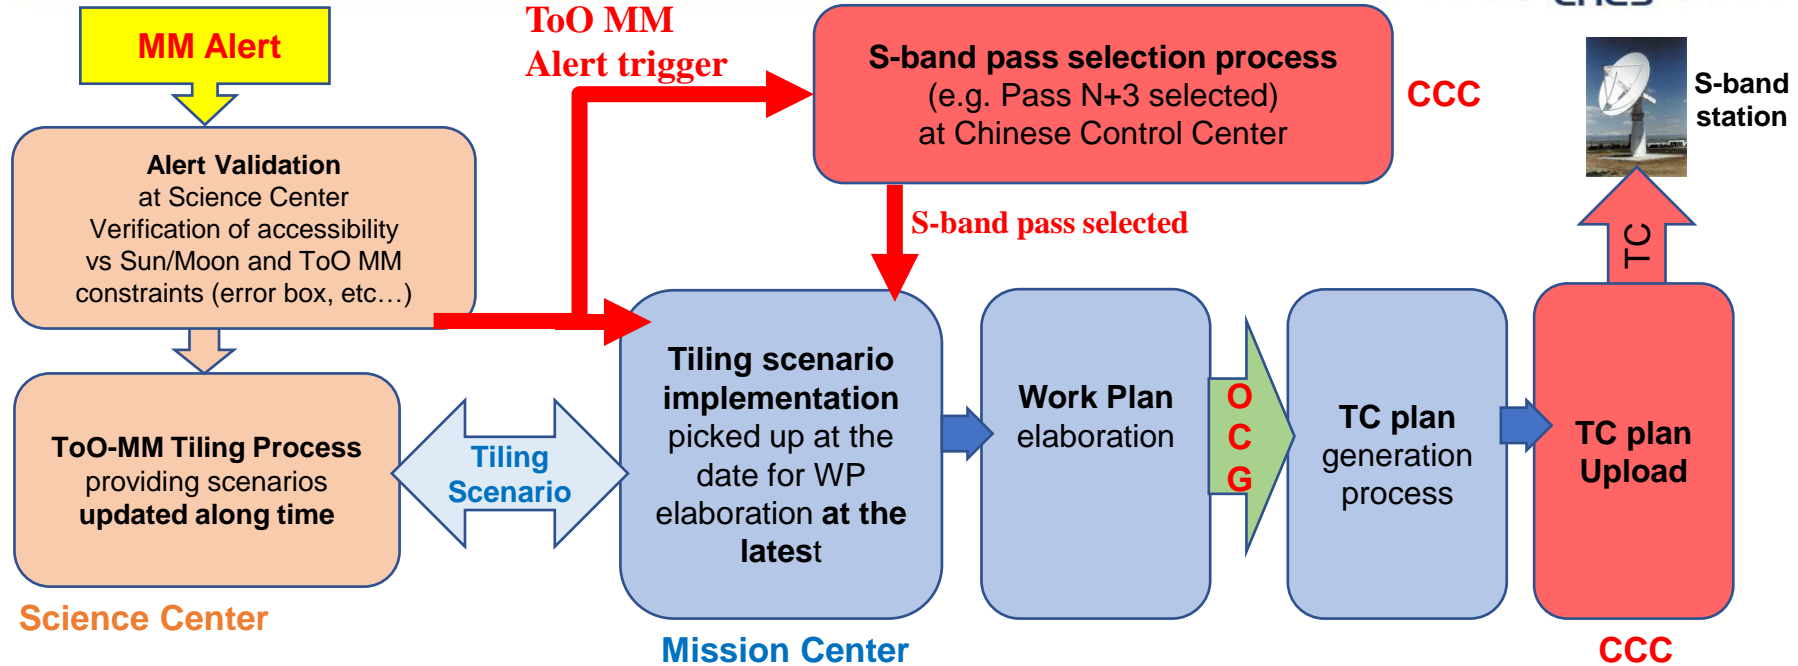 cnes
MM Alert
ToO MM
Alert trigger
S-band pass selection process
(e.g. Pass N+3 selected)
at Chinese Control Center
CCC
S-band
station
Alert Validation
at Science Center
Verification of accessibility
vs Sun/Moon and ToO MM
constraints (error box, etc…)
S-band pass selected
TC
ToO-MM Tiling Process
providing scenarios
updated along time
Tiling
Scenario
Tiling scenario
implementation
picked up at the
date for WP
elaboration at the
latest
Work Plan
elaboration
O
C
G
TC plan
generation
process
TC plan
Upload
Science Center
Mission Center
CCC